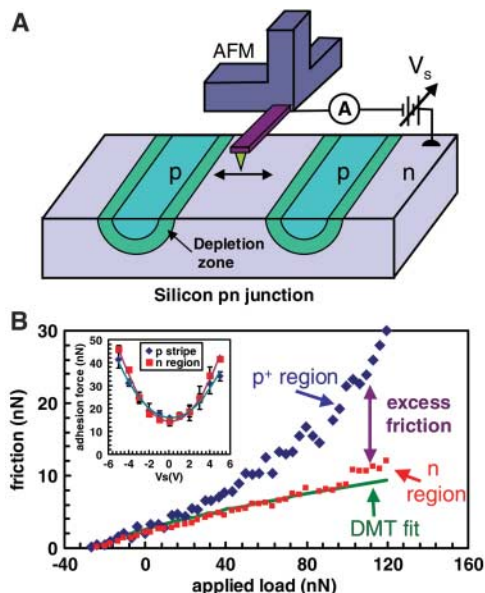 A
AFM
A
Vs
p
p
n
Depletion
zone
Silicon pn junction
B
30
20
10
0
friction (nN)
50
40
30
20
10
0
adhesion force (nN)
p stripe
n region
-6 -4 -2 0 2 4 6
Vs(V)
p+ region
excess
friction
n
region
DMT fit
-40 0 40 80 120 160
applied load (nN)